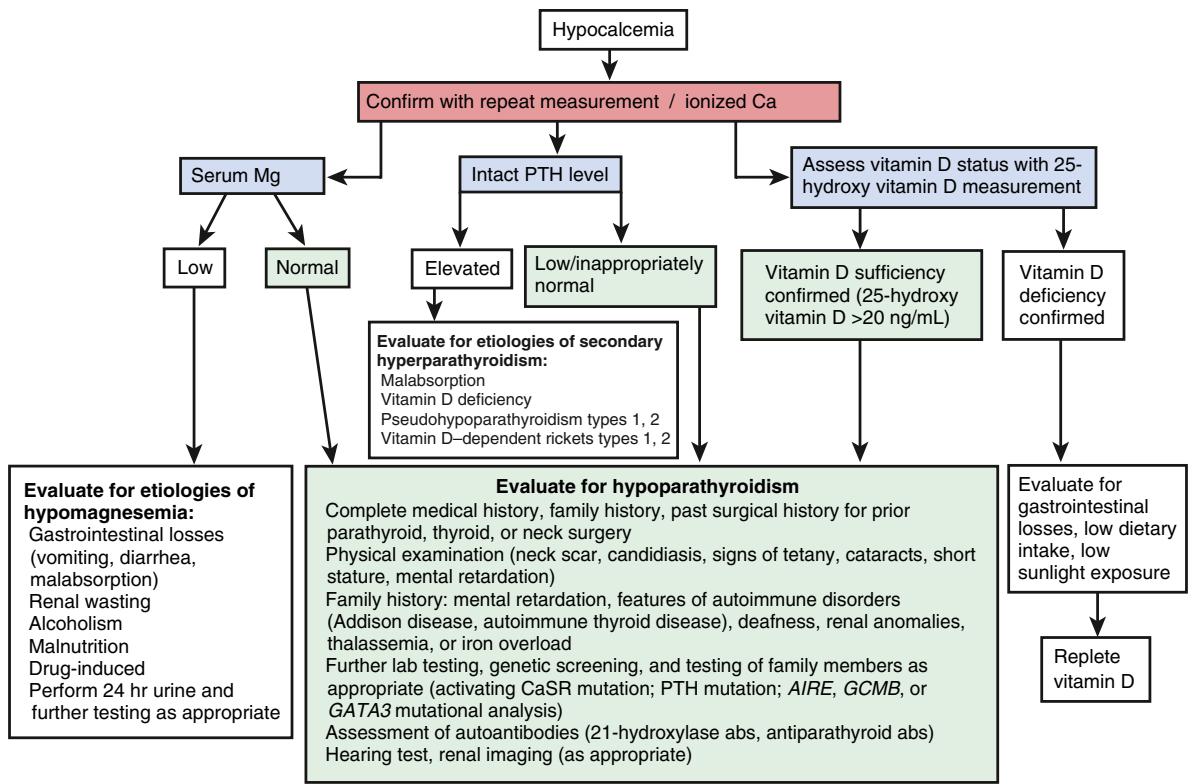 Hypocalcemia
Confirm with repeat measurement / ionized Ca
Serum Mg
Intact PTH level
Assess vitamin D status with 25-
hydroxy vitamin D measurement
Low
Normal
Elevated
Low/inappropriately
normal
Vitamin D sufficiency
confirmed (25-hydroxy
vitamin D >20 ng/mL)
Vitamin D
deficiency
confirmed
Evaluate for etiologies of secondary
hyperparathyroidism:
Malabsorption
Vitamin D deficiency
Pseudohypoparathyroidism types 1, 2
Vitamin D–dependent rickets types 1, 2
Evaluate for etiologies of
hypomagnesemia:
Gastrointestinal losses
(vomiting, diarrhea,
malabsorption)
Renal wasting
Alcoholism
Malnutrition
Drug-induced
Perform 24 hr urine and
further testing as appropriate
Evaluate for hypoparathyroidism
Complete medical history, family history, past surgical history for prior
parathyroid, thyroid, or neck surgery
Physical examination (neck scar, candidiasis, signs of tetany, cataracts, short
stature, mental retardation)
Family history: mental retardation, features of autoimmune disorders
(Addison disease, autoimmune thyroid disease), deafness, renal anomalies,
thalassemia, or iron overload
Further lab testing, genetic screening, and testing of family members as
appropriate (activating CaSR mutation; PTH mutation; AIRE, GCMB, or
GATA3 mutational analysis)
Assessment of autoantibodies (21-hydroxylase abs, antiparathyroid abs)
Hearing test, renal imaging (as appropriate)
Evaluate for
gastrointestinal
losses, low dietary
intake, low
sunlight exposure
Replete
vitamin D